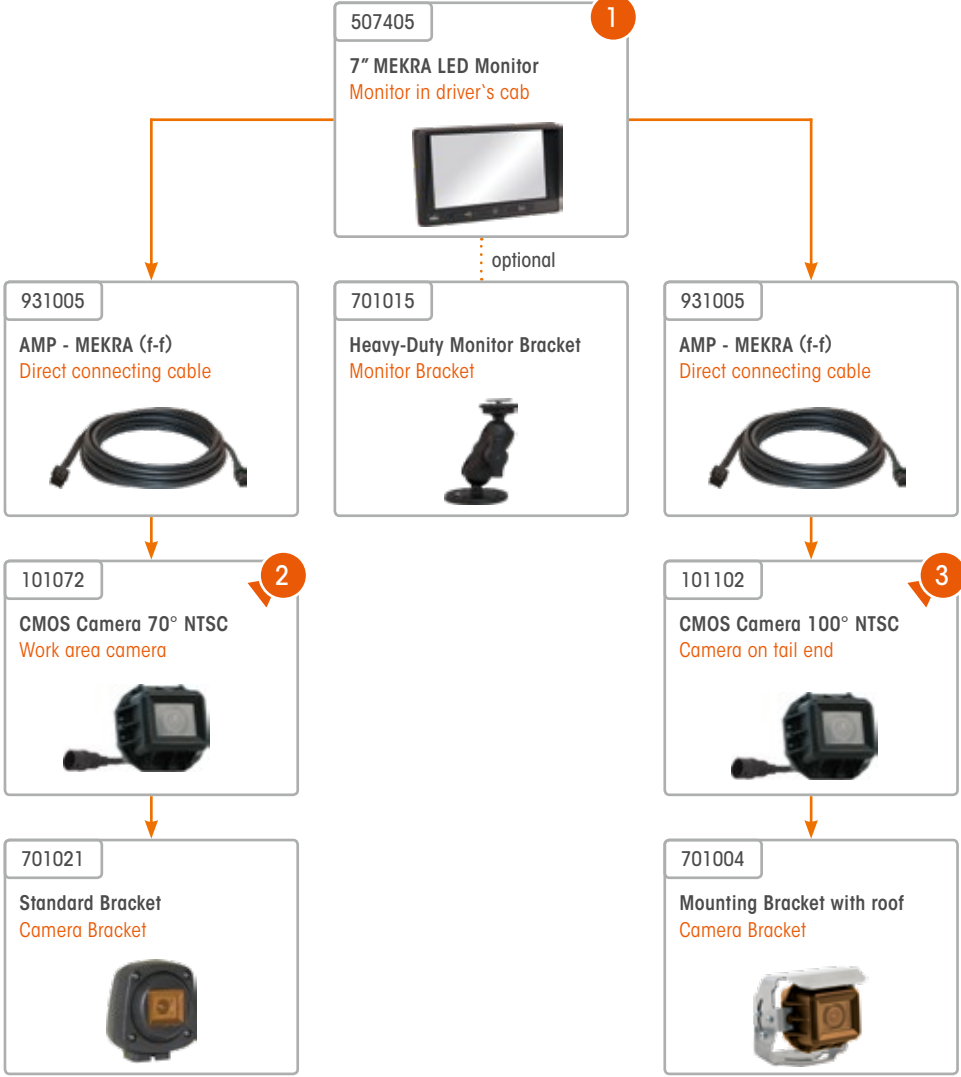 507405
1
7” MEKRA LED Monitor
Monitor in driver`s cab
optional
931005
AMP - MEKRA (f-f)
Direct connecting cable
701015
Heavy-Duty Monitor Bracket
Monitor Bracket
931005
AMP - MEKRA (f-f)
Direct connecting cable
101072
2
CMOS Camera 70° NTSC
Work area camera
101102
3
CMOS Camera 100° NTSC
Camera on tail end
701021
Standard Bracket
Camera Bracket
701004
Mounting Bracket with roof
Camera Bracket